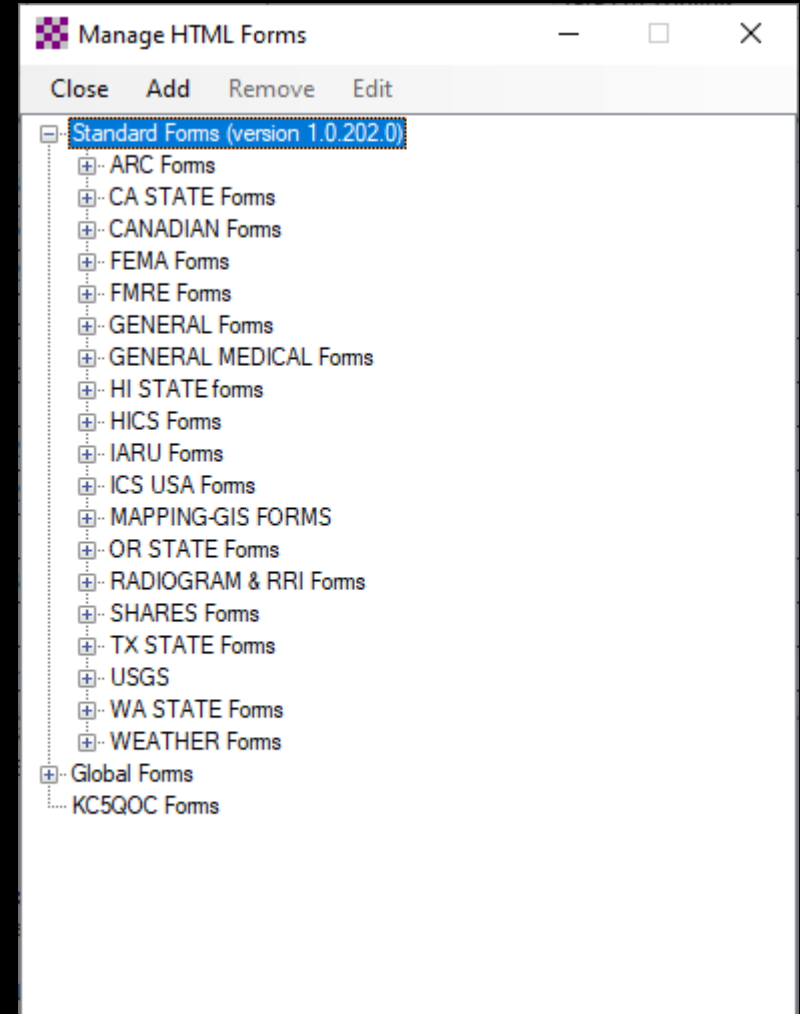 Manage HTML Forms
Close Add Remove Edit
Standard Forms (version 1.0.202.0)
ARC Forms
CA STATE Forms
CANADIAN Forms
FEMA Forms
FMRE Forms
GENERAL Forms
GENERAL MEDICAL Forms
HI STATE forms
HICS Forms
IARU Forms
ICS USA Forms
MAPPING-GIS FORMS
OR STATE Forms
RADIOGRAM & RRI Forms
SHARES Forms
TX STATE Forms
USGS
WA STATE Forms
WEATHER Forms
Global Forms
KC5QOC Forms